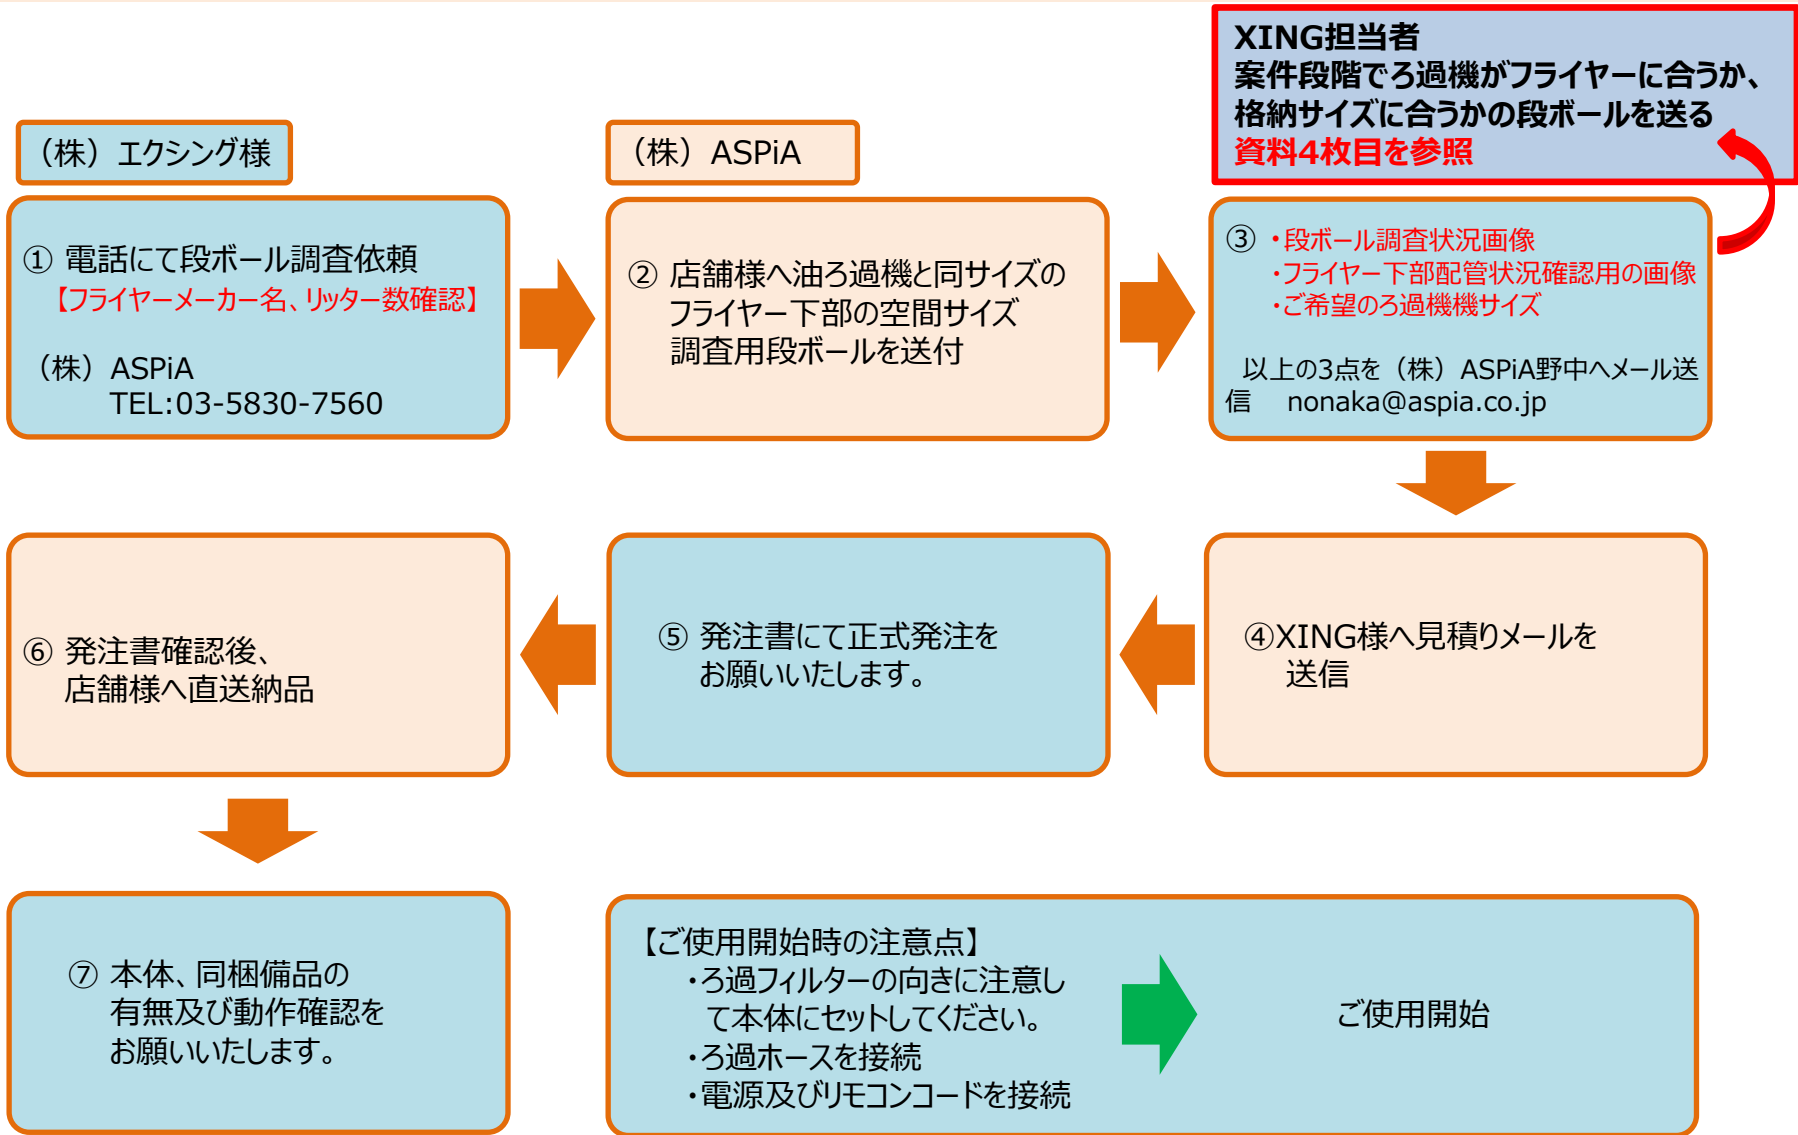 XING担当者
案件段階でろ過機がフライヤーに合うか、
格納サイズに合うかの段ボールを送る
資料4枚目を参照
（株）エクシング様
（株）ASPiA
① 電話にて段ボール調査依頼
【フライヤーメーカー名、リッター数確認】
（株）ASPiA
TEL:03-5830-7560
② 店舗様へ油ろ過機と同サイズの
フライヤー下部の空間サイズ
調査用段ボールを送付
③ ・段ボール調査状況画像
・フライヤー下部配管状況確認用の画像
・ご希望のろ過機機サイズ
以上の3点を（株）ASPiA野中へメール送
信 nonaka@aspia.co.jp
④XING様へ見積りメールを
送信
⑤ 発注書にて正式発注を
お願いいたします。
⑥ 発注書確認後、
店舗様へ直送納品
⑦ 本体、同梱備品の
有無及び動作確認を
お願いいたします。
【ご使用開始時の注意点】
・ろ過フィルターの向きに注意し
て本体にセットしてください。
・ろ過ホースを接続
・電源及びリモコンコードを接続
ご使用開始